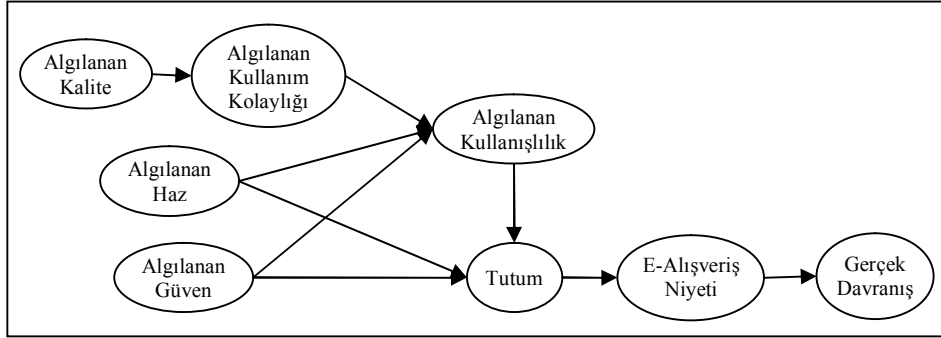 Algılanan
Kalite
Algılanan
Kullanım
Kolaylığı
Algılanan
Kullanışlılık
Algılanan
Haz
Algılanan
Güven
Tutum
E-Alışveriş
Niyeti
Gerçek
Davranış